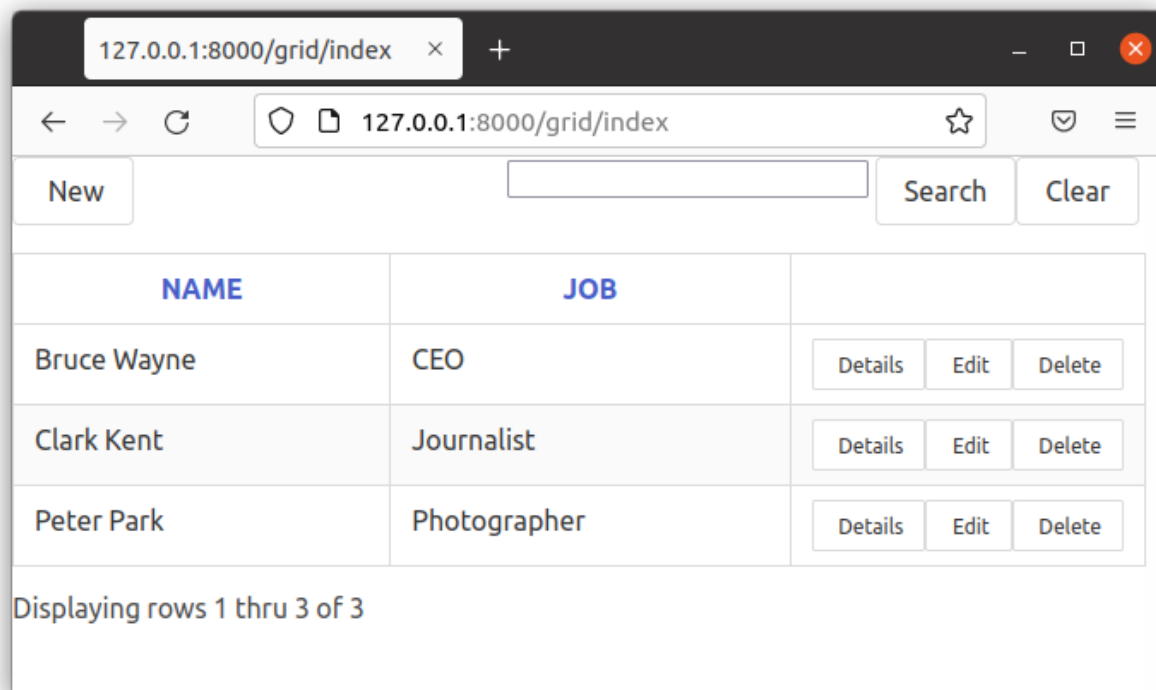 127.0.0.1:8000/grid/index
127.0.0.1:8000/grid/index
New Search Clear
NAME JOB
Bruce Wayne CEO Details Edit Delete
Clark Kent Journalist Details Edit Delete
Peter Park Photographer Details Edit Delete
Displaying rows 1 thru 3 of 3